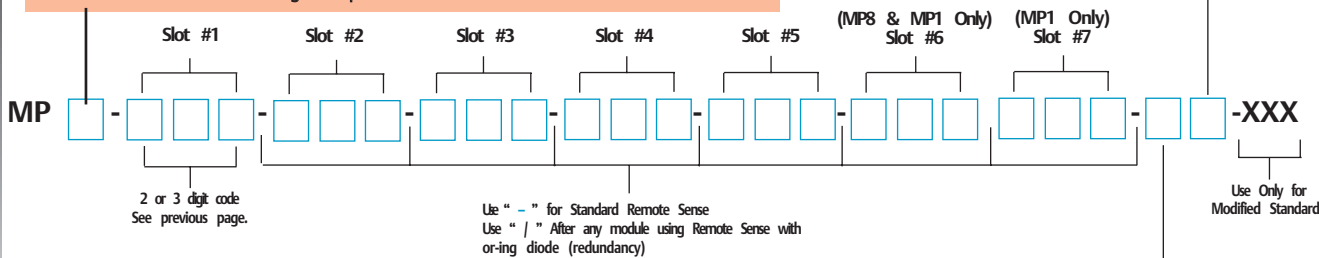 (MP8 & MP1 Only) (MP1 Only)
Slot #1 Slot #2 Slot #3 Slot #4 Slot #5 Slot #6 Slot #7
MP - - - - - - - -XXX
2 or 3 digit code
See previous page.
Use “ – ” for Standard Remote Sense
Use “ / ” After any module using Remote Sense with
or-ing diode (redundancy)
Use Only for
Modified Standard